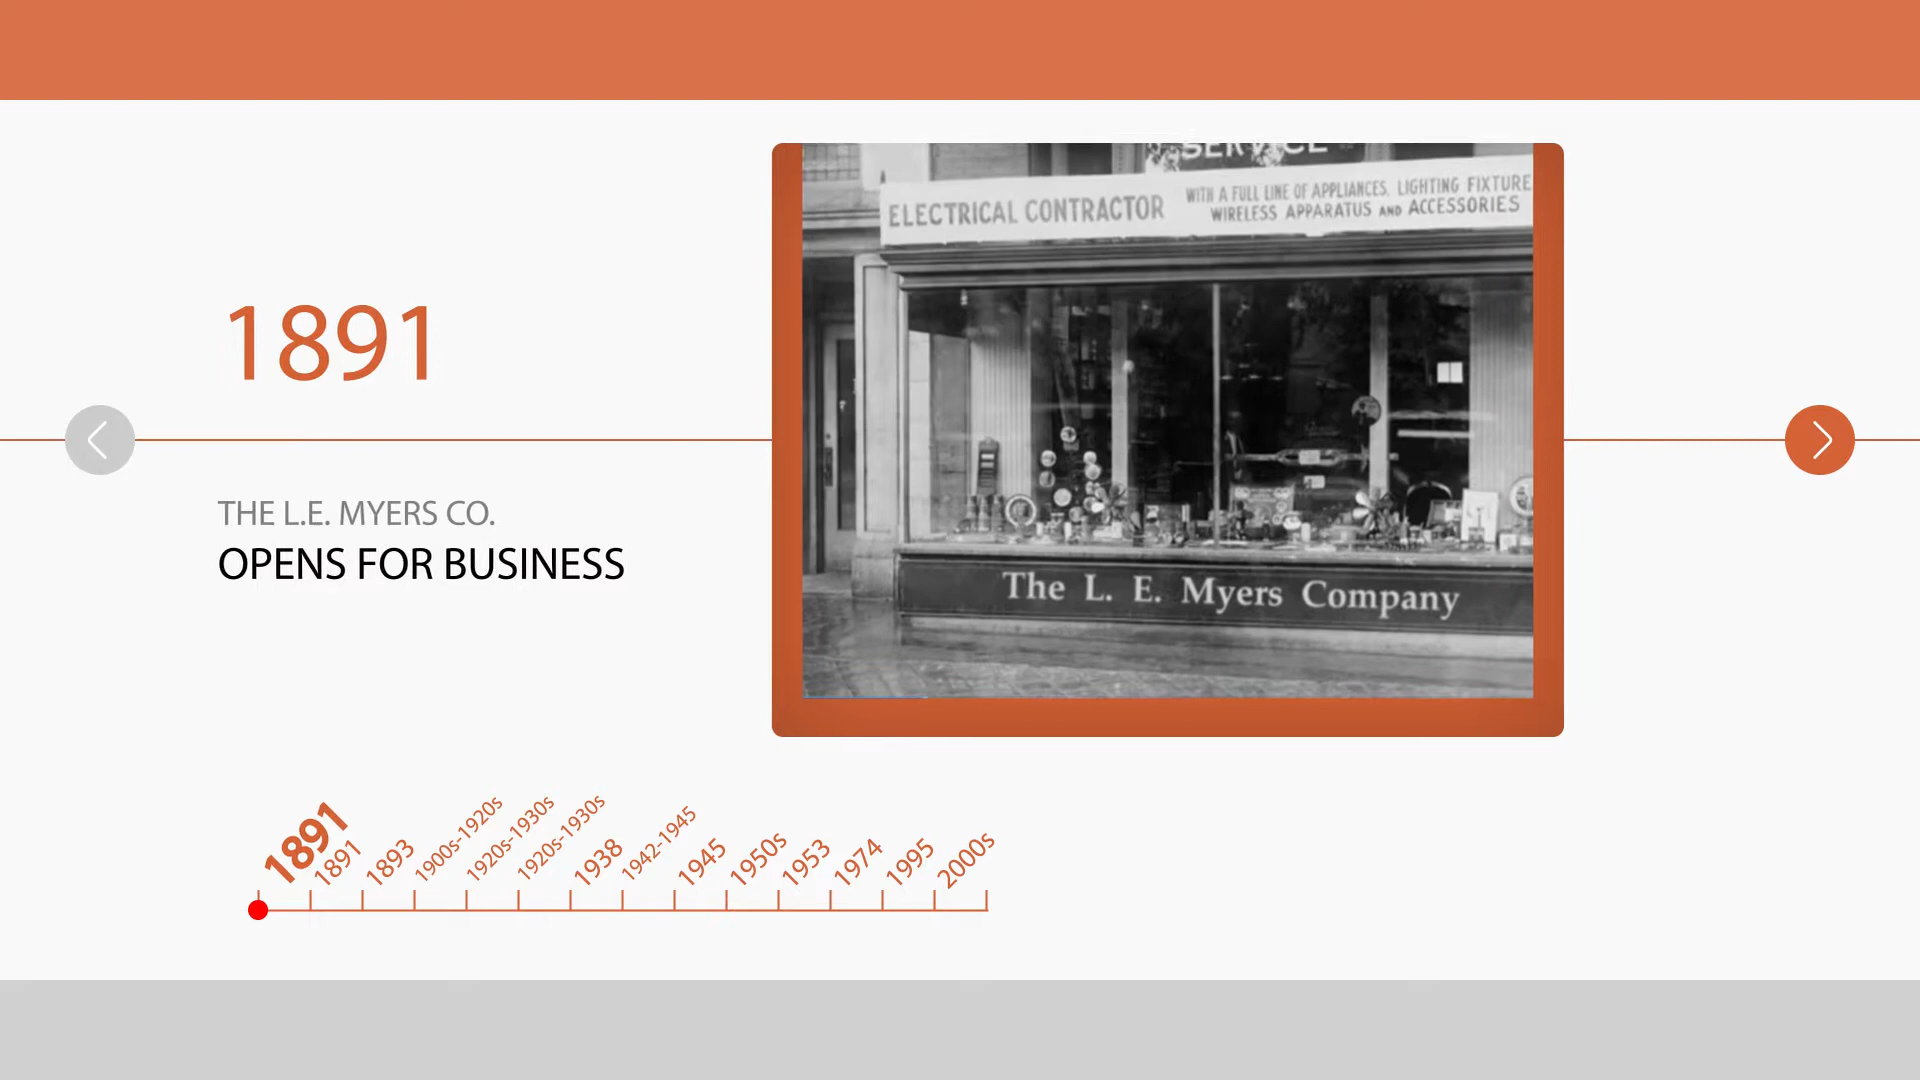 SERVICE
ELECTRICAL CONTRACTOR
WITH A FULL LINE OF APPLIANCES, LIGHTING FIXTURE
WIRELESS APPARATUS AND ACCESSORIES
1891
THE L.E. MYERS CO.
OPENS FOR BUSINESS
The L. E. Myers Company
1891
1891
1893
1900s-1920s
1920s-1930s
1920s-1930s
1938
1942-1945
1945
1950s
1953
1974
1995
2000s